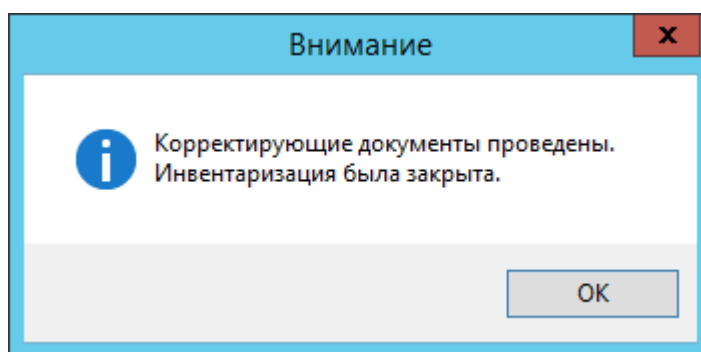 Внимание
Корректирующие документы проведены.
Инвентаризация была закрыта.
OK